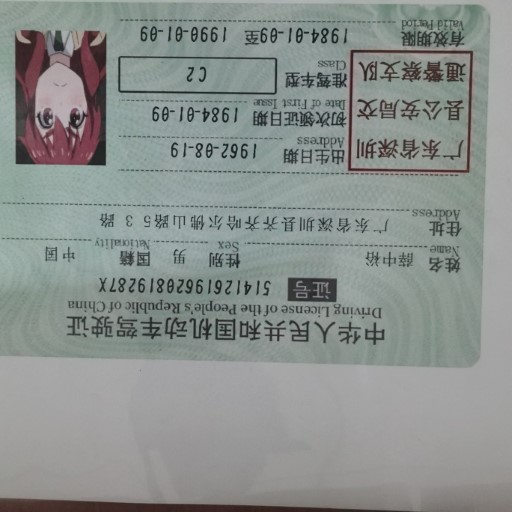 中华人民共和国机动车驾驶证
Driving License of the People's Republic of China
证号 51412619620819287X
姓名 薛中裕 性别 男 国籍 中国
Name Sex Nationality
住址 广东省深圳县齐齐哈尔佛山路53路
Address
广东省深圳
县公安局交
通警察支队
出生日期 1962-08-19
Address
初次领证日期 1984-01-09
Date of First Issue
准驾车型 C2
Class
有效期限 1984-01-09至 1990-01-09
Valid Period